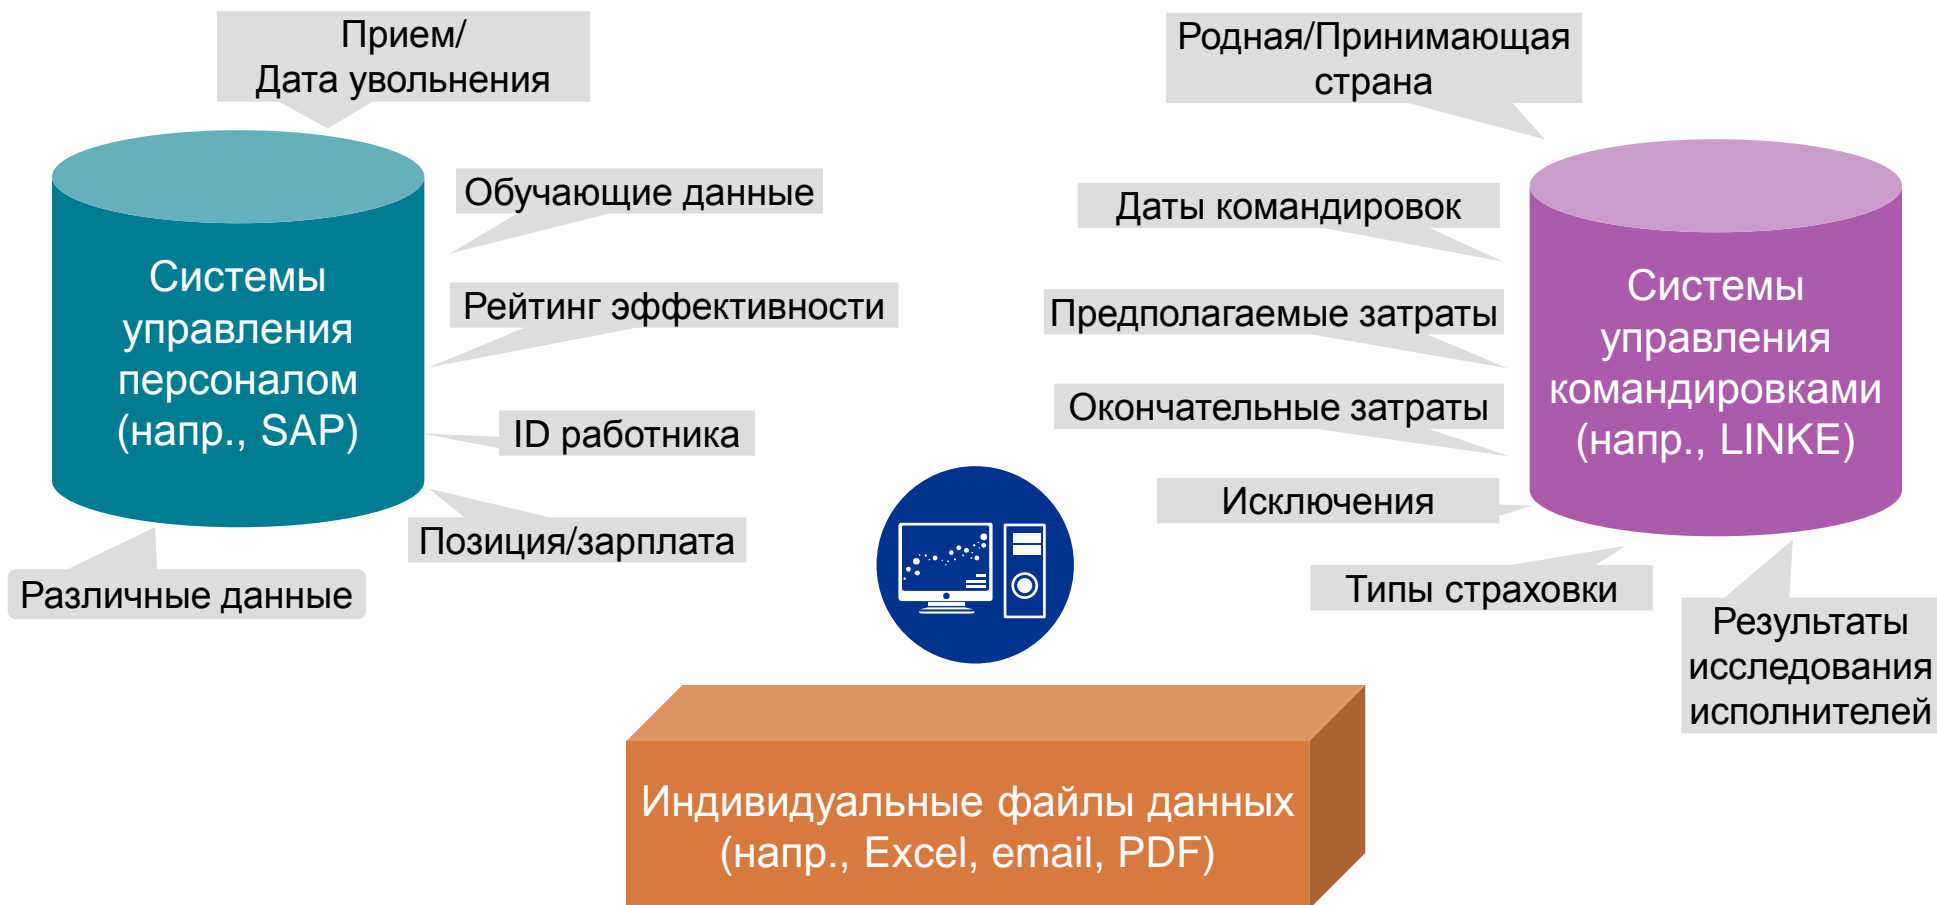 Прием/
Дата увольнения
Обучающие данные
Рейтинг эффективности
Системы
управления
персоналом
(напр., SAP)
ID работника
Позиция/зарплата
Различные данные
Родная/Принимающая
страна
Даты командировок
Предполагаемые затраты
Окончательные затраты
Системы
управления
командировками
(напр., LINKE)
Исключения
Типы страховки
Результаты
исследования
исполнителей
Индивидуальные файлы данных
(напр., Excel, email, PDF)